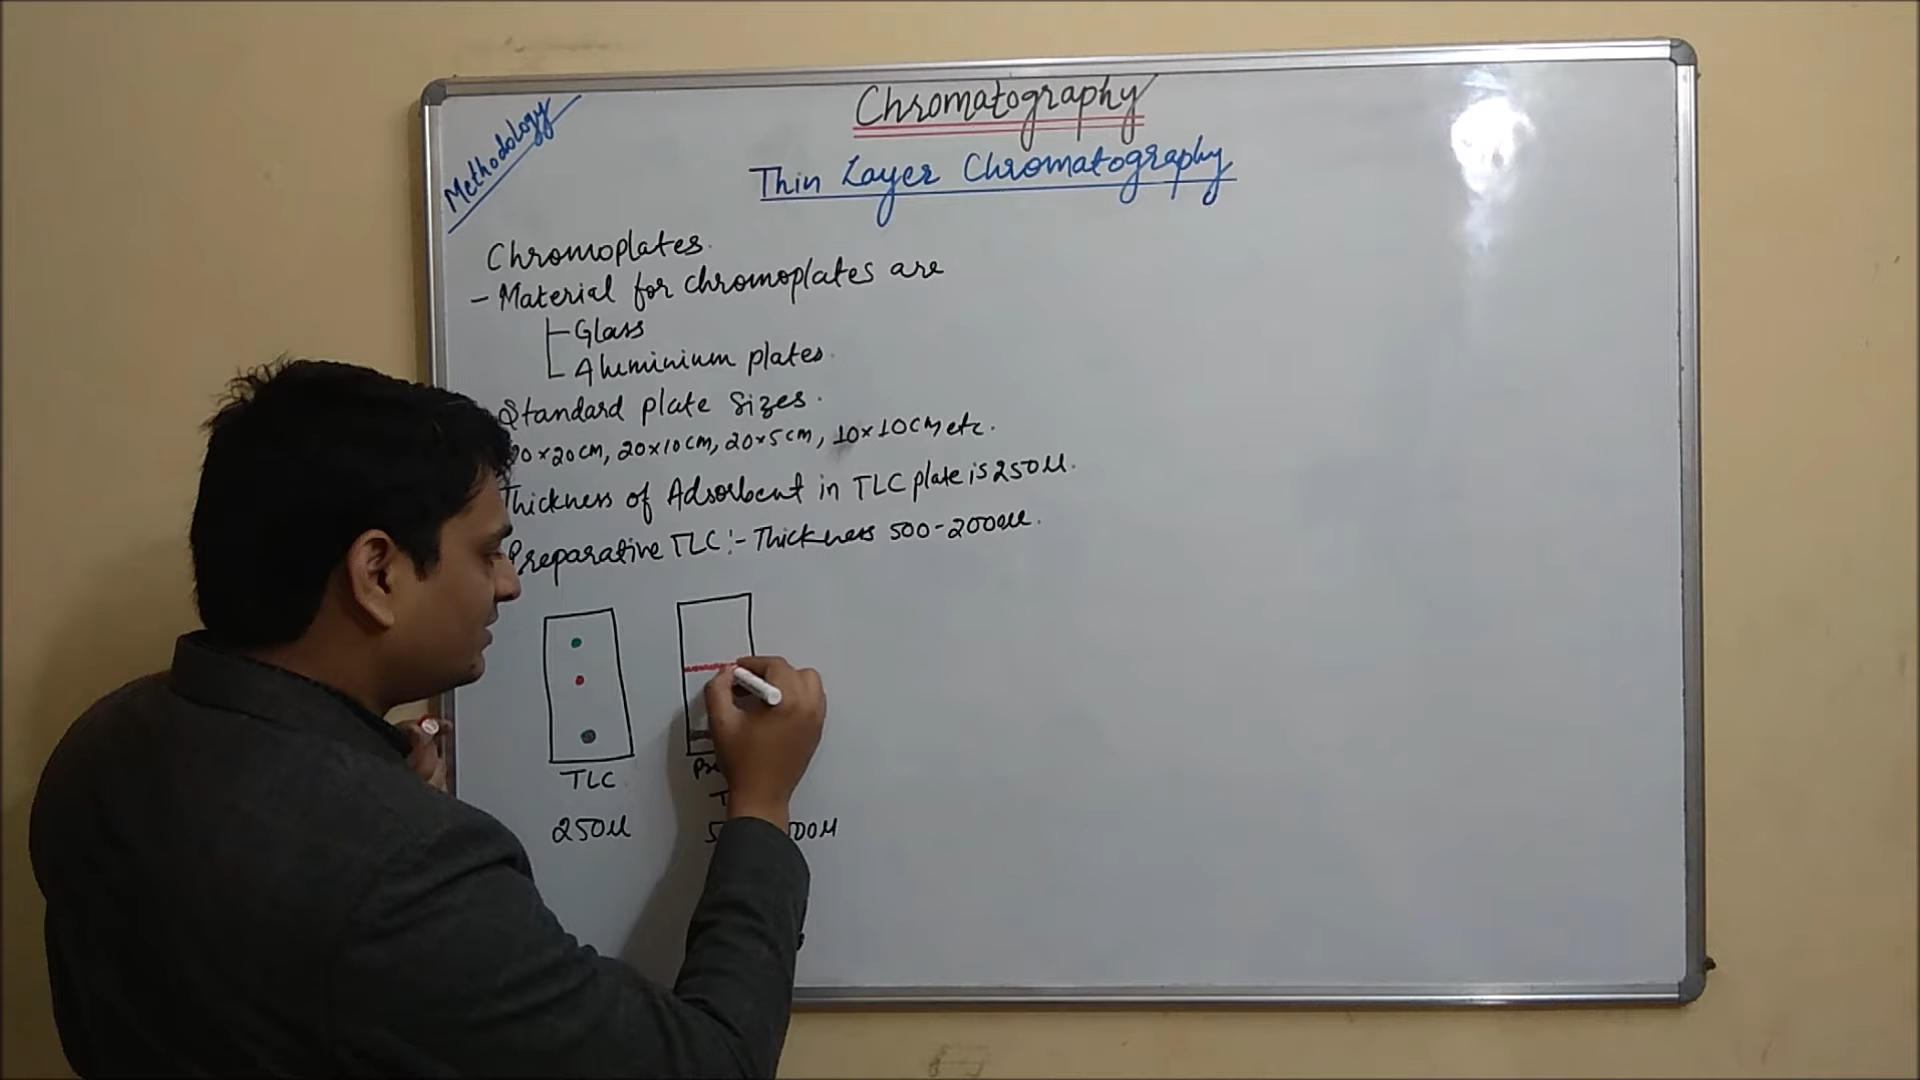 Methodology
Chromatography
Thin Layer Chromatography
Chromoplates.
- Material for chromoplates are
Glass
Aluminium plates.
Standard plate Sizes.
0×20cm, 20×10cm, 20×5cm, 10×10cm etc.
Thickness of Adsorbent in TLC plate is 250μ.
Preparative TLC:- Thickness 500-2000μ.
TLC
250μ